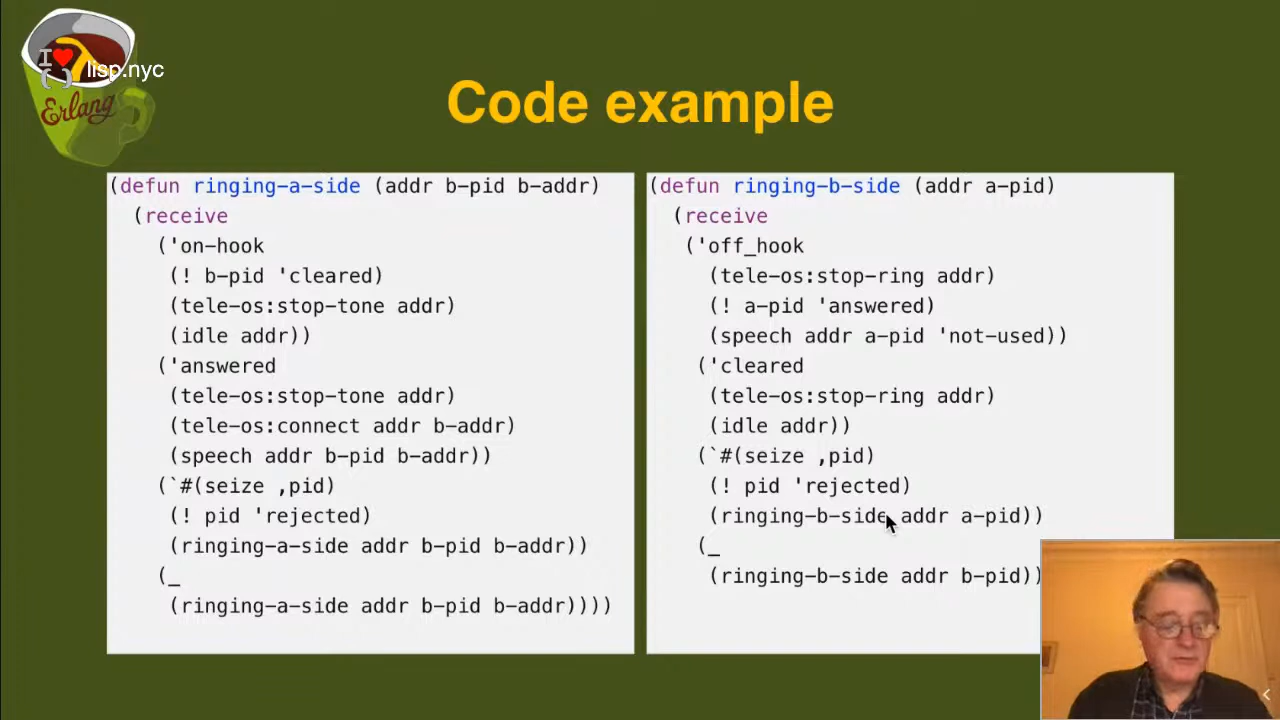 I ❤ lisp.nyc
( )
Erlang
Code example
(defun ringing-a-side (addr b-pid b-addr)
  (receive
    ('on-hook
     (! b-pid 'cleared)
     (tele-os:stop-tone addr)
     (idle addr))
    ('answered
     (tele-os:stop-tone addr)
     (tele-os:connect addr b-addr)
     (speech addr b-pid b-addr))
    (`#(seize ,pid)
     (! pid 'rejected)
     (ringing-a-side addr b-pid b-addr))
    (_
     (ringing-a-side addr b-pid b-addr))))
(defun ringing-b-side (addr a-pid)
  (receive
   ('off_hook
     (tele-os:stop-ring addr)
     (! a-pid 'answered)
     (speech addr a-pid 'not-used))
    ('cleared
     (tele-os:stop-ring addr)
     (idle addr))
    (`#(seize ,pid)
     (! pid 'rejected)
     (ringing-b-side addr a-pid))
    (_
     (ringing-b-side addr b-pid))